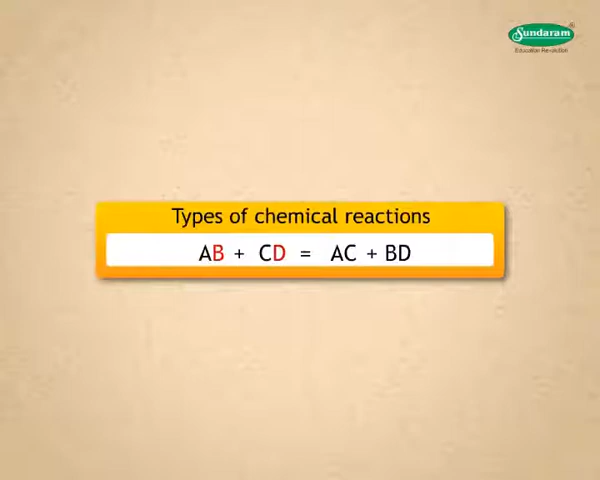 Sundaram
Education Revolution
Types of chemical reactions
AB + CD = AC + BD